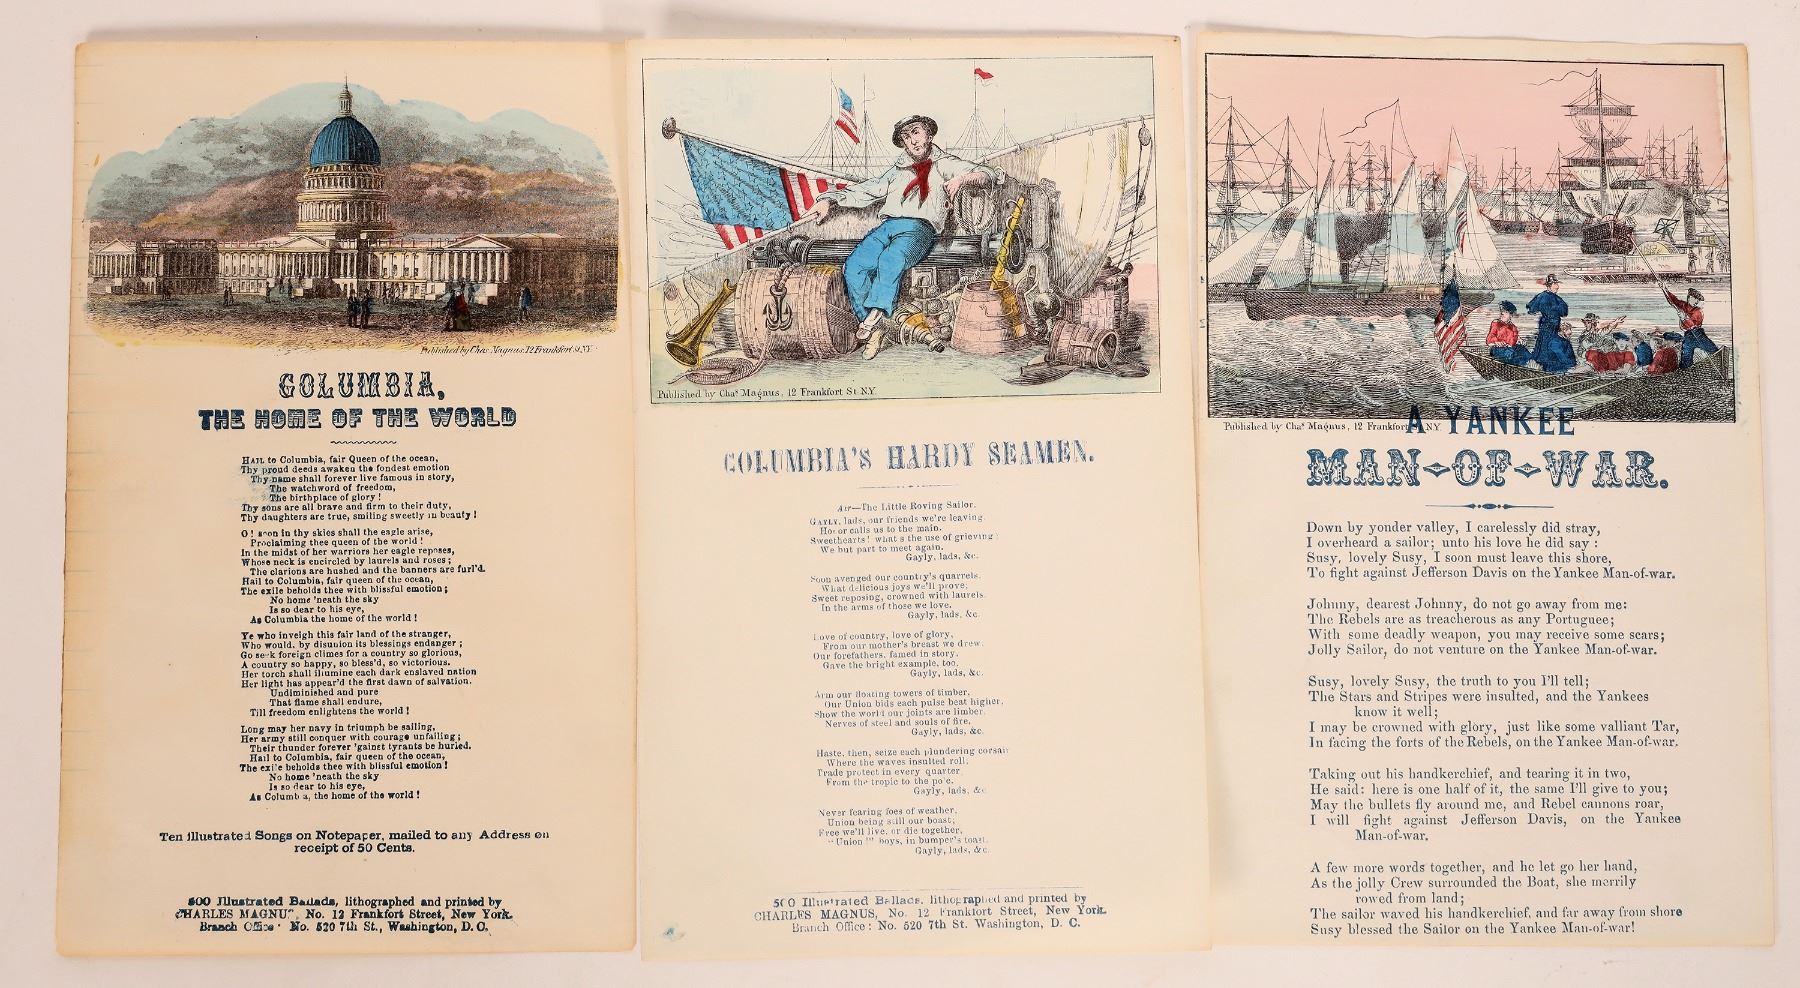 Published by Chas. Magnus, 12 Frankfort St. N.Y.
COLUMBIA,
THE HOME OF THE WORLD
HAIL to Columbia, fair Queen of the ocean,
Thy proud deeds awaken the fondest emotion
Thy name shall forever live famous in story,
The watchword of freedom,
The birthplace of glory!
Thy sons are all brave and firm to their duty,
Thy daughters are true, smiling sweetly in beauty!
O! soon in thy skies shall the eagle arise,
Proclaiming thee queen of the world!
In the midst of her warriors her eagle reposes,
Whose neck is encircled by laurels and roses;
The clarions are hushed and the banners are furl'd.
Hail to Columbia, fair queen of the ocean,
The exile beholds thee with blissful emotion;
No home 'neath the sky
Is so dear to his eye,
As Columbia the home of the world!
Ye who inveigh this fair land of the stranger,
Who would, by disunion its blessings endanger;
Go seek foreign climes for a country so glorious,
A country so happy, so bless'd, so victorious.
Her torch shall illumine each dark enslaved nation
Her light has appear'd the first dawn of salvation.
Undiminished and pure
That flame shall endure,
Till freedom enlightens the world!
Long may her navy in triumph be sailing,
Her army still conquer with courage unfailing;
Their thunder forever 'gainst tyrants be hurled.
Hail to Columbia, fair queen of the ocean,
The exile beholds thee with blissful emotion!
No home 'neath the sky
Is so dear to his eye,
As Columbia, the home of the world!
Ten Illustrated Songs on Notepaper, mailed to any Address on
receipt of 50 Cents.
500 Illustrated Ballads, lithographed and printed by
CHARLES MAGNUS, No. 12 Frankfort Street, New York.
Branch Office: No. 520 7th St., Washington, D. C.
Published by Chas. Magnus, 12 Frankfort St. N.Y.
COLUMBIA'S HARDY SEAMEN.
Air—The Little Roving Sailor.
GAYLY, lads, our friends we're leaving.
Honor calls us to the main.
Sweethearts! what's the use of grieving;
We but part to meet again.
Gayly, lads, &c.
Soon avenged our country's quarrels.
What delicious joys we'll prove;
Sweet reposing, crowned with laurels.
In the arms of those we love.
Gayly, lads, &c.
Love of country, love of glory,
From our mother's breast we drew.
Our forefathers, famed in story.
Gave the bright example, too.
Gayly, lads, &c.
Arm our floating towers of timber,
Our Union bids each pulse beat higher,
Show the world our joints are limber.
Nerves of steel and souls of fire,
Gayly, lads, &c.
Haste, then, seize each plundering corsair
Where the waves insulted roll;
Trade protect in every quarter,
From the tropic to the pole.
Gayly, lads, &c.
Never fearing foes of weather,
Union being still our boast;
Free we'll live, or die together,
"Union!" boys, in bumper's toast.
Gayly, lads, &c.
500 Illustrated Ballads, lithographed and printed by
CHARLES MAGNUS, No. 12 Frankfort Street, New York.
Branch Office: No. 520 7th St. Washington, D. C.
Published by Chas. Magnus, 12 Frankfort St. N.Y.
A YANKEE
MAN-OF-WAR.
Down by yonder valley, I carelessly did stray,
I overheard a sailor; unto his love he did say:
Susy, lovely Susy, I soon must leave this shore,
To fight against Jefferson Davis on the Yankee Man-of-war.
Johnny, dearest Johnny, do not go away from me:
The Rebels are as treacherous as any Portuguee;
With some deadly weapon, you may receive some scars;
Jolly Sailor, do not venture on the Yankee Man-of-war.
Susy, lovely Susy, the truth to you I'll tell;
The Stars and Stripes were insulted, and the Yankees
know it well;
I may be crowned with glory, just like some valliant Tar,
In facing the forts of the Rebels, on the Yankee Man-of-war.
Taking out his handkerchief, and tearing it in two,
He said: here is one half of it, the same I'll give to you;
May the bullets fly around me, and Rebel cannons roar,
I will fight against Jefferson Davis, on the Yankee
Man-of-war.
A few more words together, and he let go her hand,
As the jolly Crew surrounded the Boat, she merrily
rowed from land;
The sailor waved his handkerchief, and far away from shore
Susy blessed the Sailor on the Yankee Man-of-war!